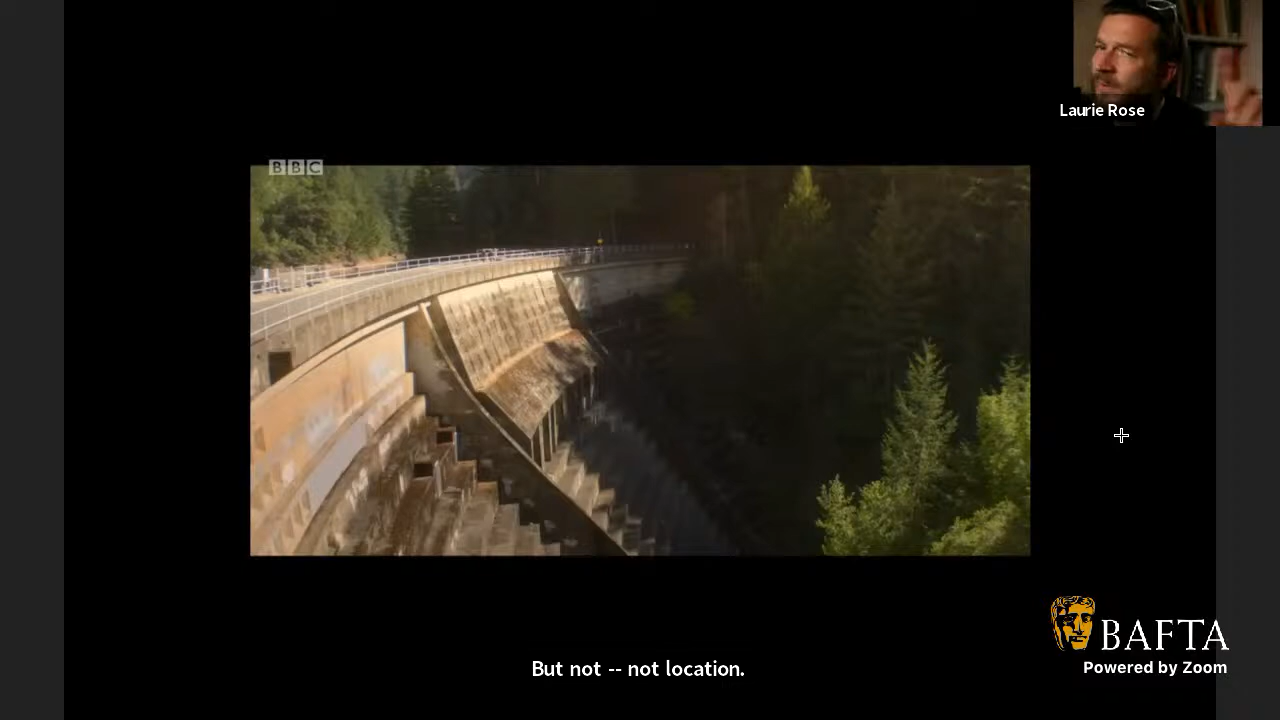 Laurie Rose
BBC
BAFTA
Powered by Zoom
But not -- not location.